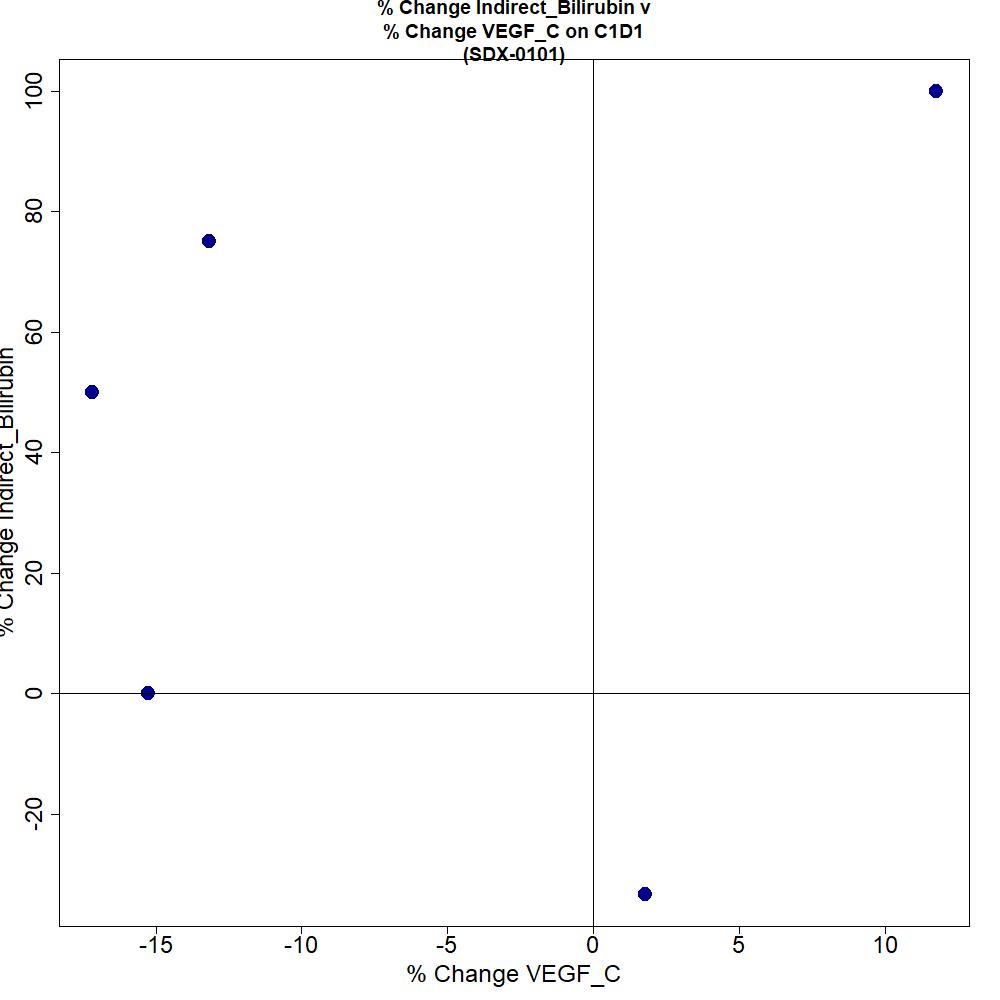 % Change Indirect_Bilirubin v
% Change VEGF_C on C1D1
(SDX-0101)
100
80
60
40
20
0
-20
% Change Indirect_Bilirubin
-15
-10
-5
0
5
10
% Change VEGF_C